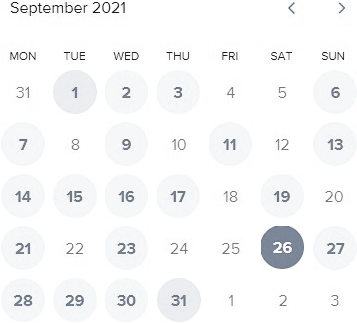 September 2021
MON TUE WED THU FRI SAT SUN
31 1 2 3 4 5 6
7 8 9 10 11 12 13
14 15 16 17 18 19 20
21 22 23 24 25 26 27
28 29 30 31 1 2 3